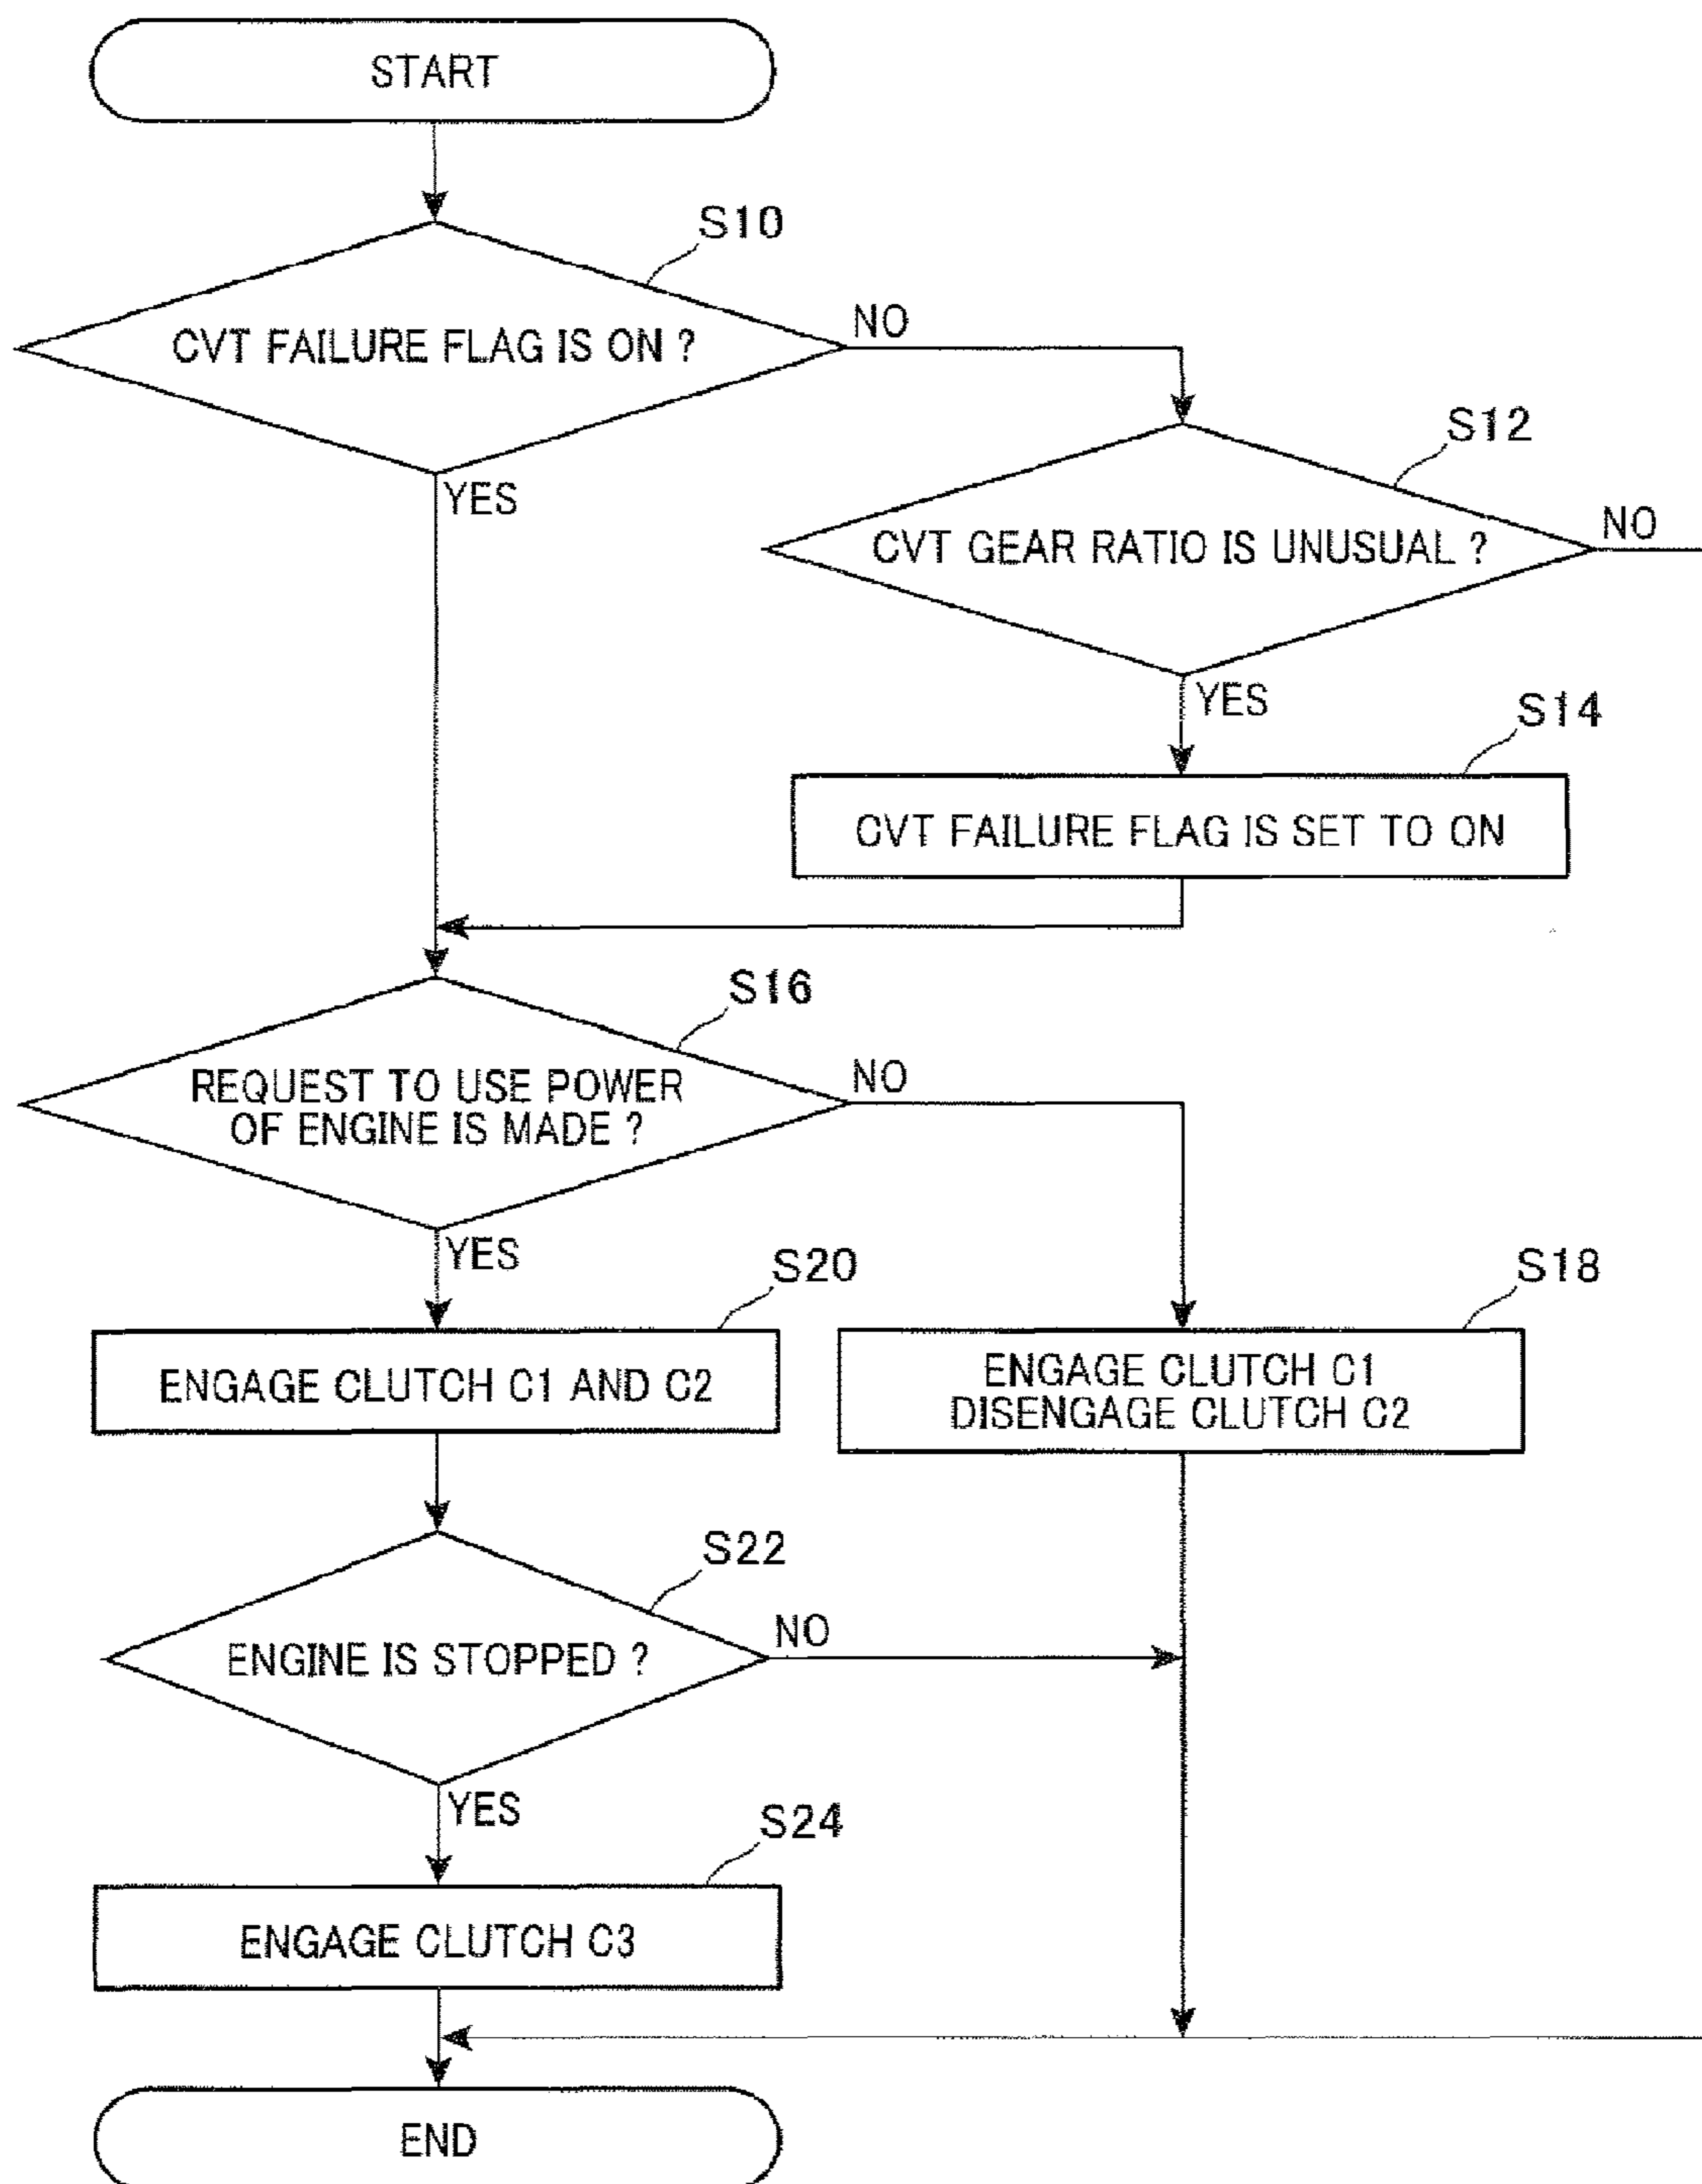 START
S10
CVT FAILURE FLAG IS ON ?
NO
YES
S12
CVT GEAR RATIO IS UNUSUAL ?
NO
YES
S14
CVT FAILURE FLAG IS SET TO ON
S16
REQUEST TO USE POWER
OF ENGINE IS MADE ?
NO
YES
S20
ENGAGE CLUTCH C1 AND C2
S18
ENGAGE CLUTCH C1
DISENGAGE CLUTCH C2
S22
ENGINE IS STOPPED ?
NO
YES
S24
ENGAGE CLUTCH C3
END